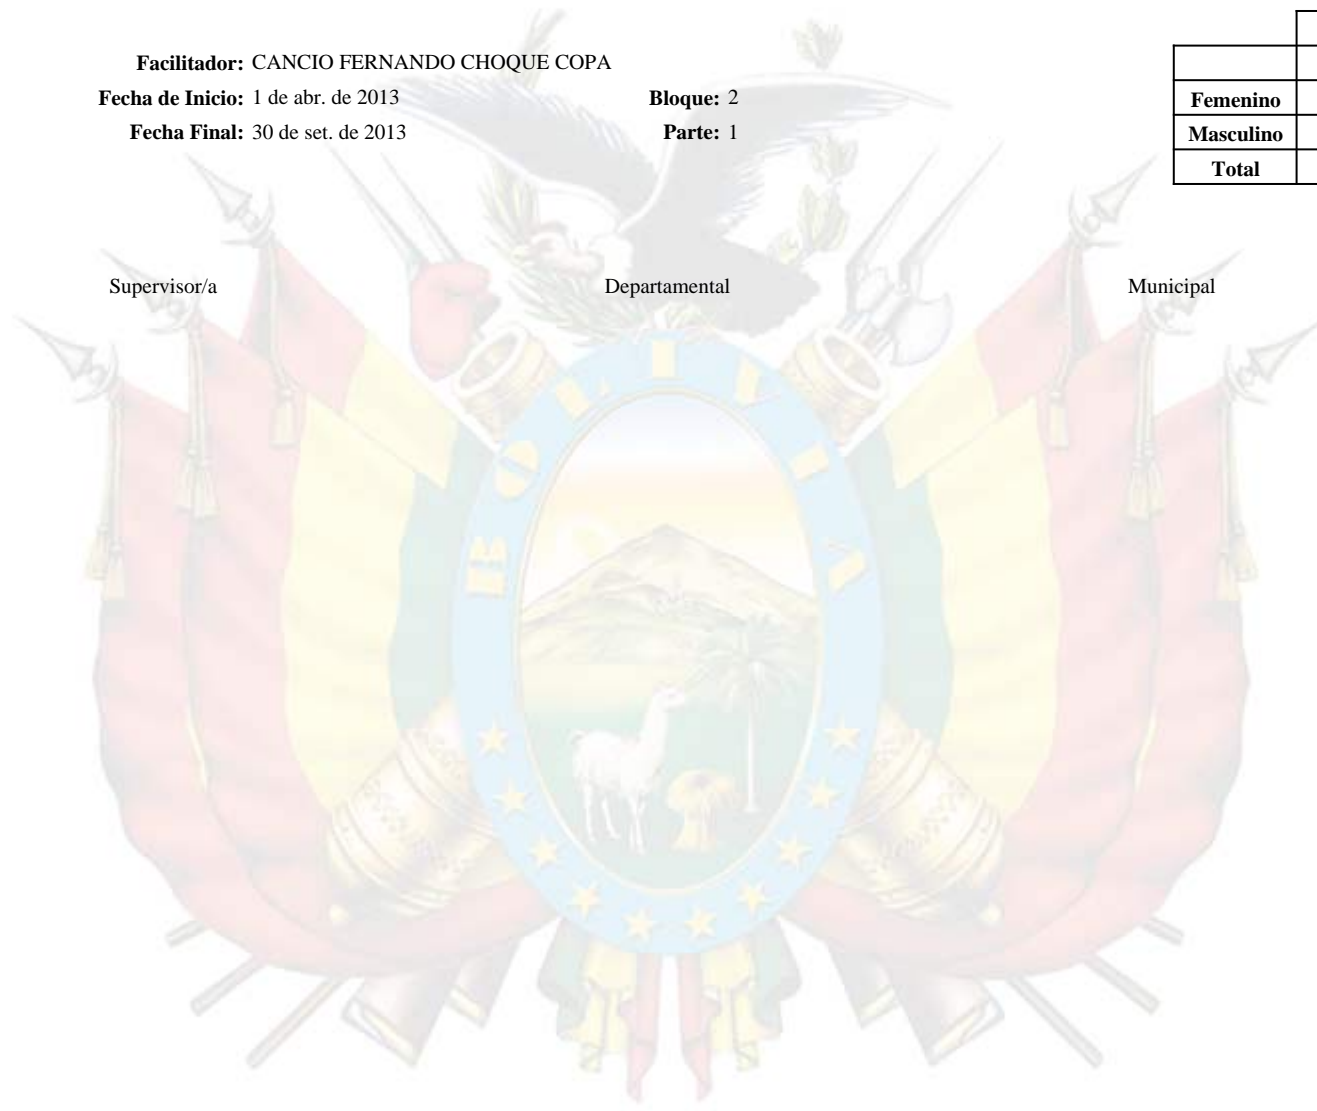 Facilitador: CANCIO FERNANDO CHOQUE COPA
Fecha de Inicio: 1 de abr. de 2013 Bloque: 2
Fecha Final: 30 de set. de 2013 Parte: 1
Femenino
Masculino
Total
Supervisor/a Departamental Municipal
BOLIVIA